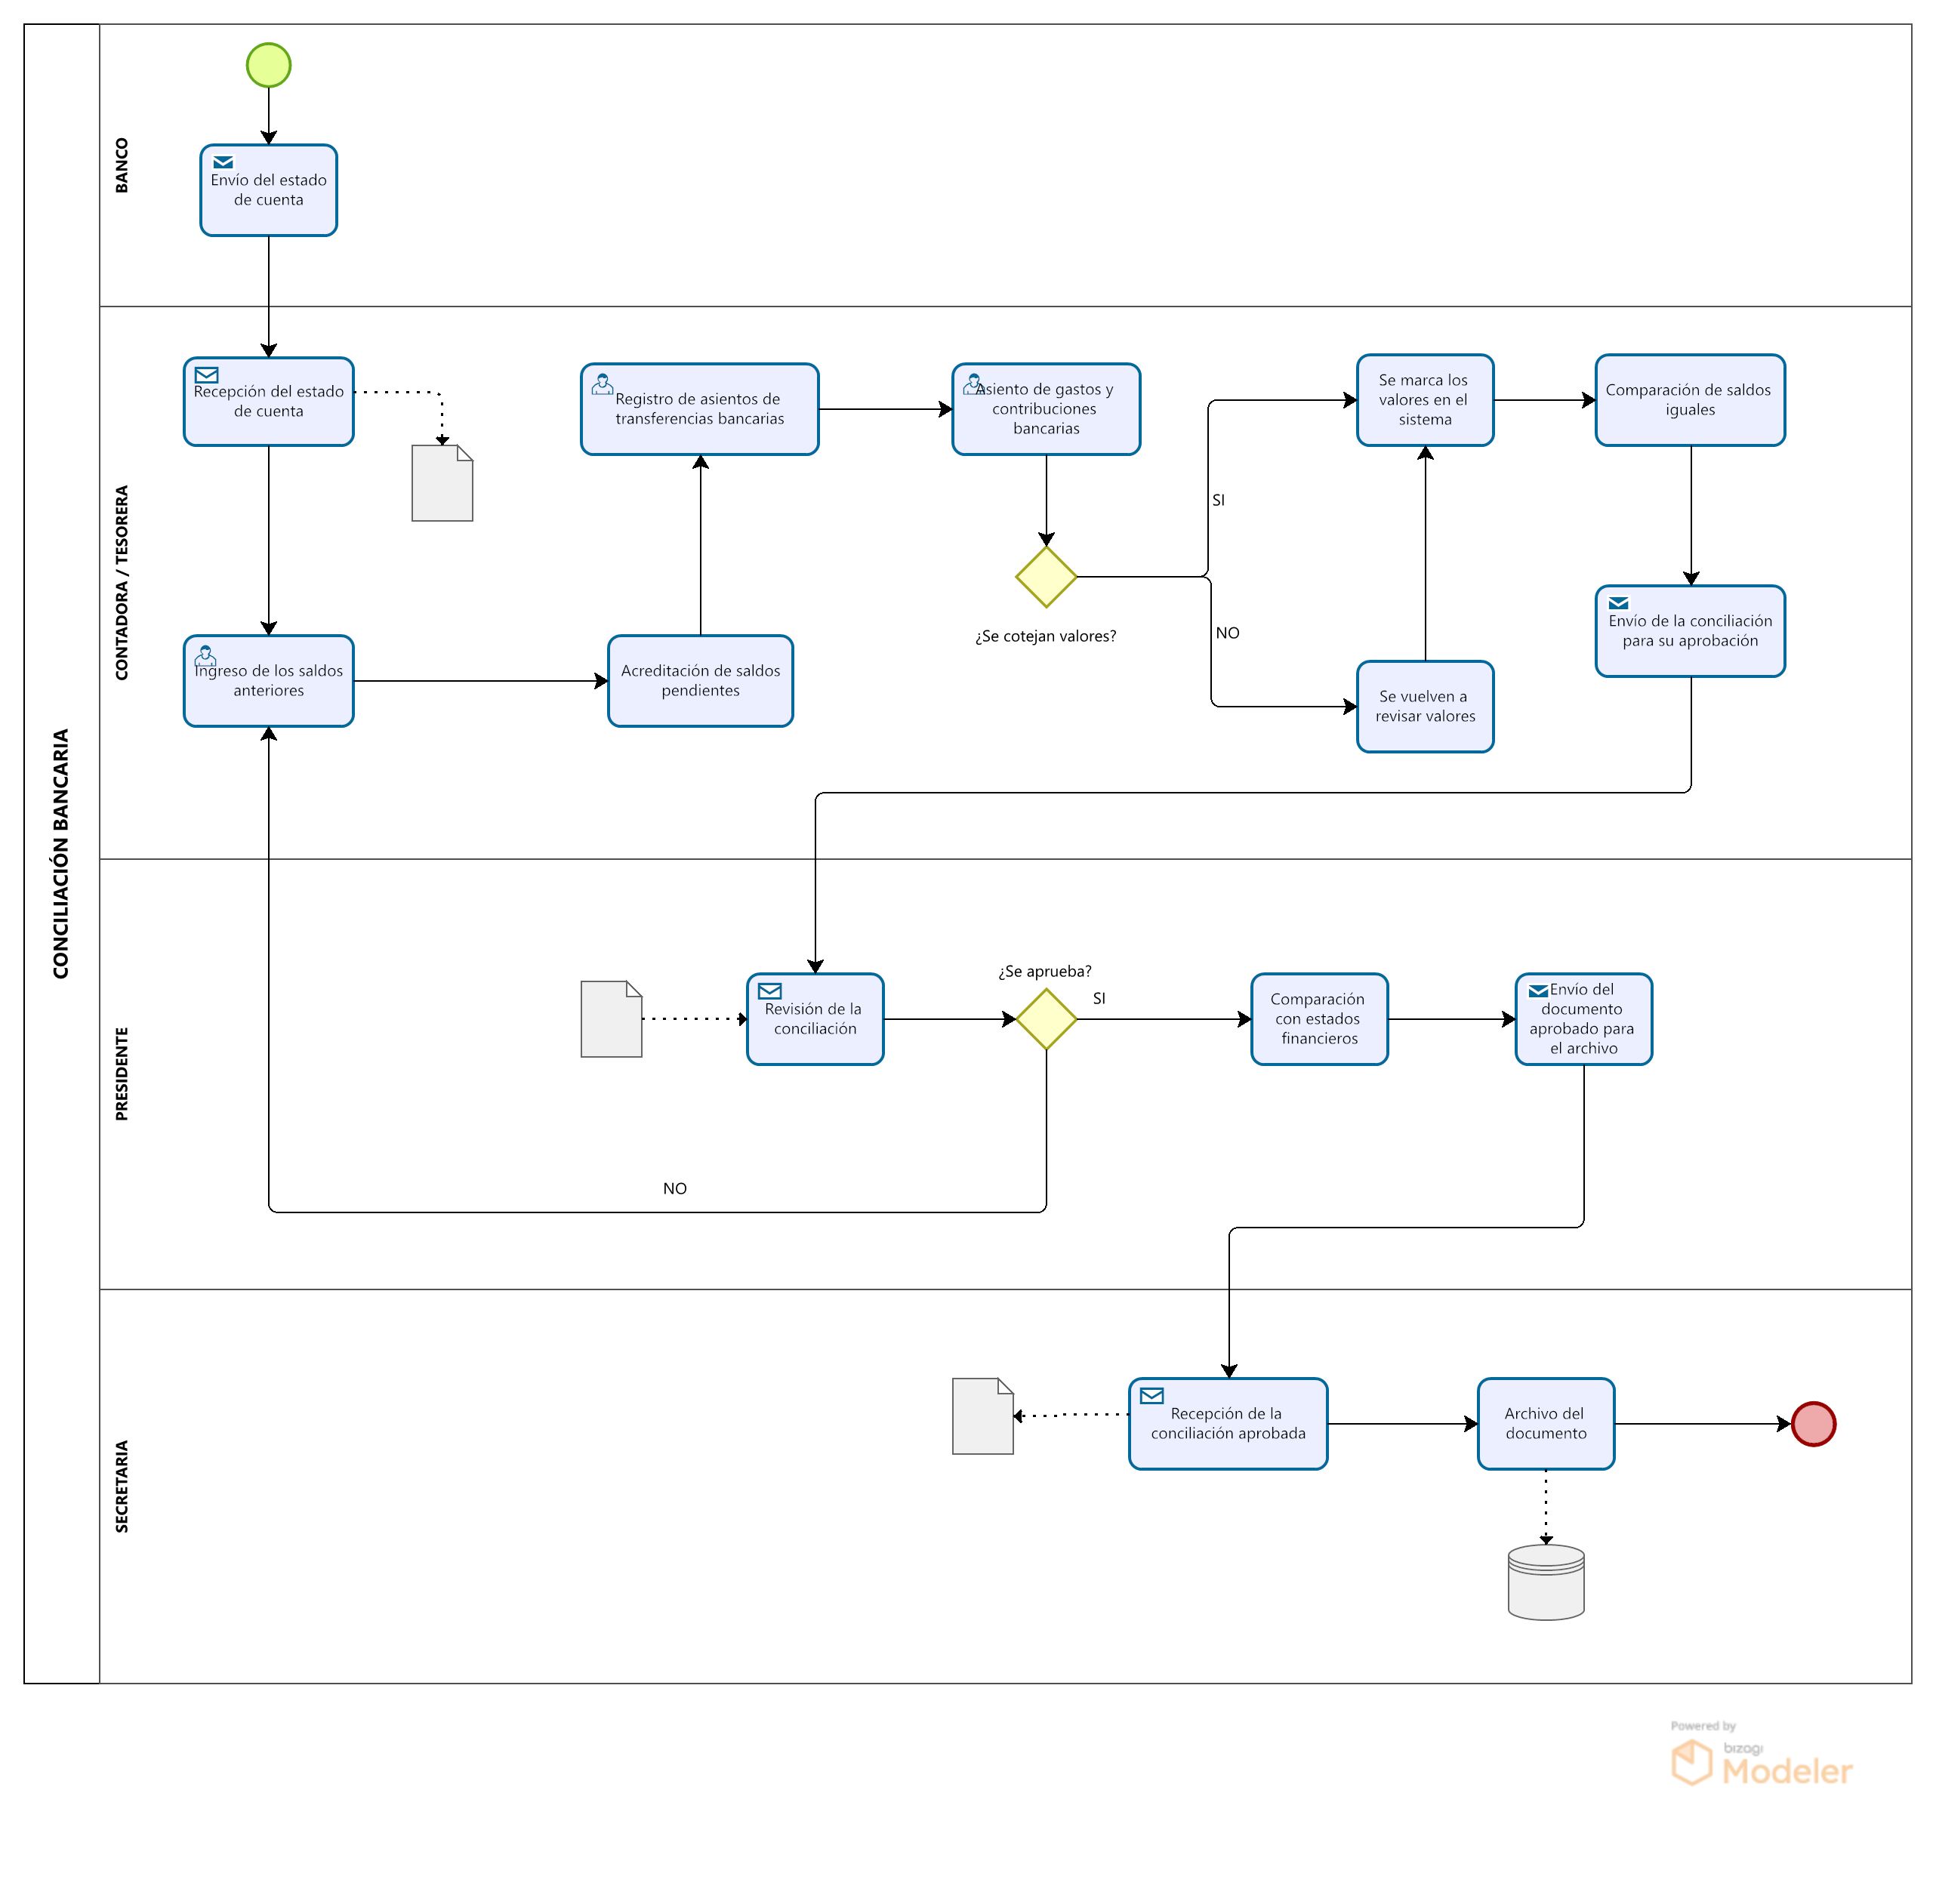 CONCILIACIÓN BANCARIA
BANCO
Envío del estado
de cuenta
CONTADORA / TESORERA
Recepción del estado
de cuenta
Registro de asientos de
transferencias bancarias
Asiento de gastos y
contribuciones
bancarias
Se marca los
valores en el
sistema
Comparación de saldos
iguales
SI
¿Se cotejan valores?
NO
Envío de la conciliación
para su aprobación
Ingreso de los saldos
anteriores
Acreditación de saldos
pendientes
Se vuelven a
revisar valores
PRESIDENTE
Revisión de la
conciliación
¿Se aprueba?
SI
Comparación
con estados
financieros
Envío del
documento
aprobado para
el archivo
NO
SECRETARIA
Recepción de la
conciliación aprobada
Archivo del
documento
Powered by
bizagi
Modeler